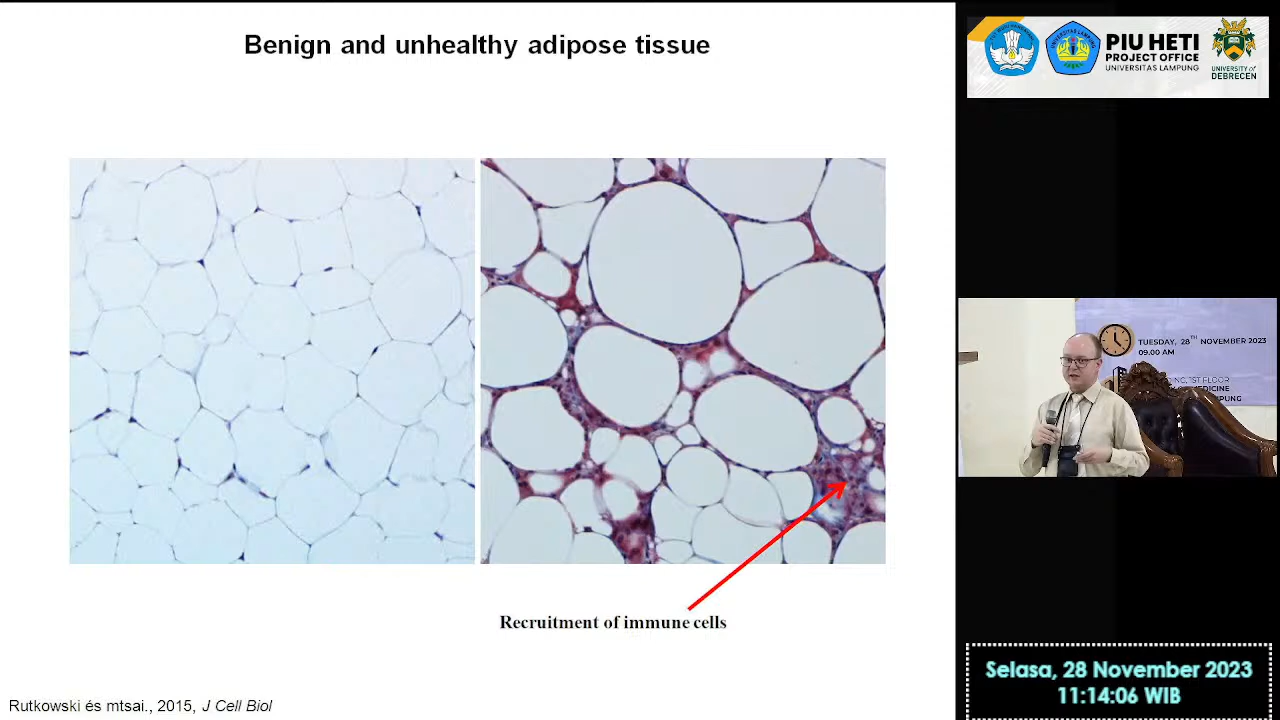 Benign and unhealthy adipose tissue
Recruitment of immune cells
Rutkowski és mtsai., 2015, J Cell Biol
PIU HETI
PROJECT OFFICE
UNIVERSITAS LAMPUNG
UNIVERSITY of
DEBRECEN
TUESDAY, 28TH NOVEMBER 2023
09.00 AM
1ST FLOOR
Selasa, 28 November 2023
11:14:06 WIB